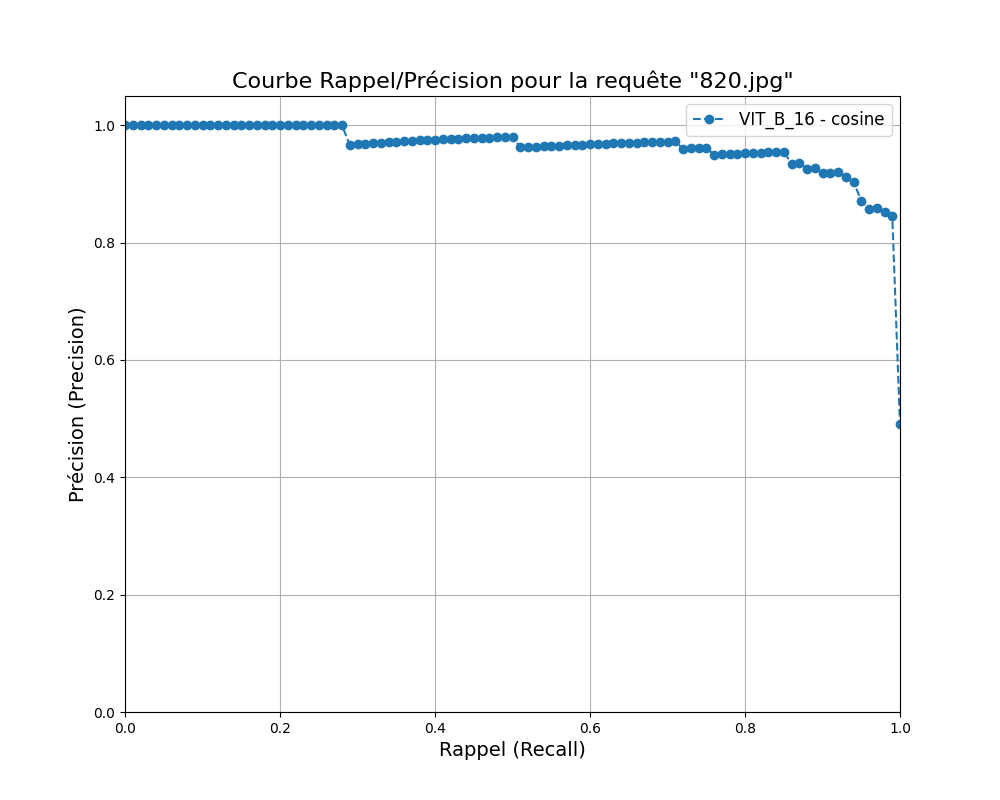 Courbe Rappel/Précision pour la requête "820.jpg"
VIT_B_16 - cosine
1.0
0.8
0.6
0.4
0.2
0.0
Précision (Precision)
0.0 0.2 0.4 0.6 0.8 1.0
Rappel (Recall)